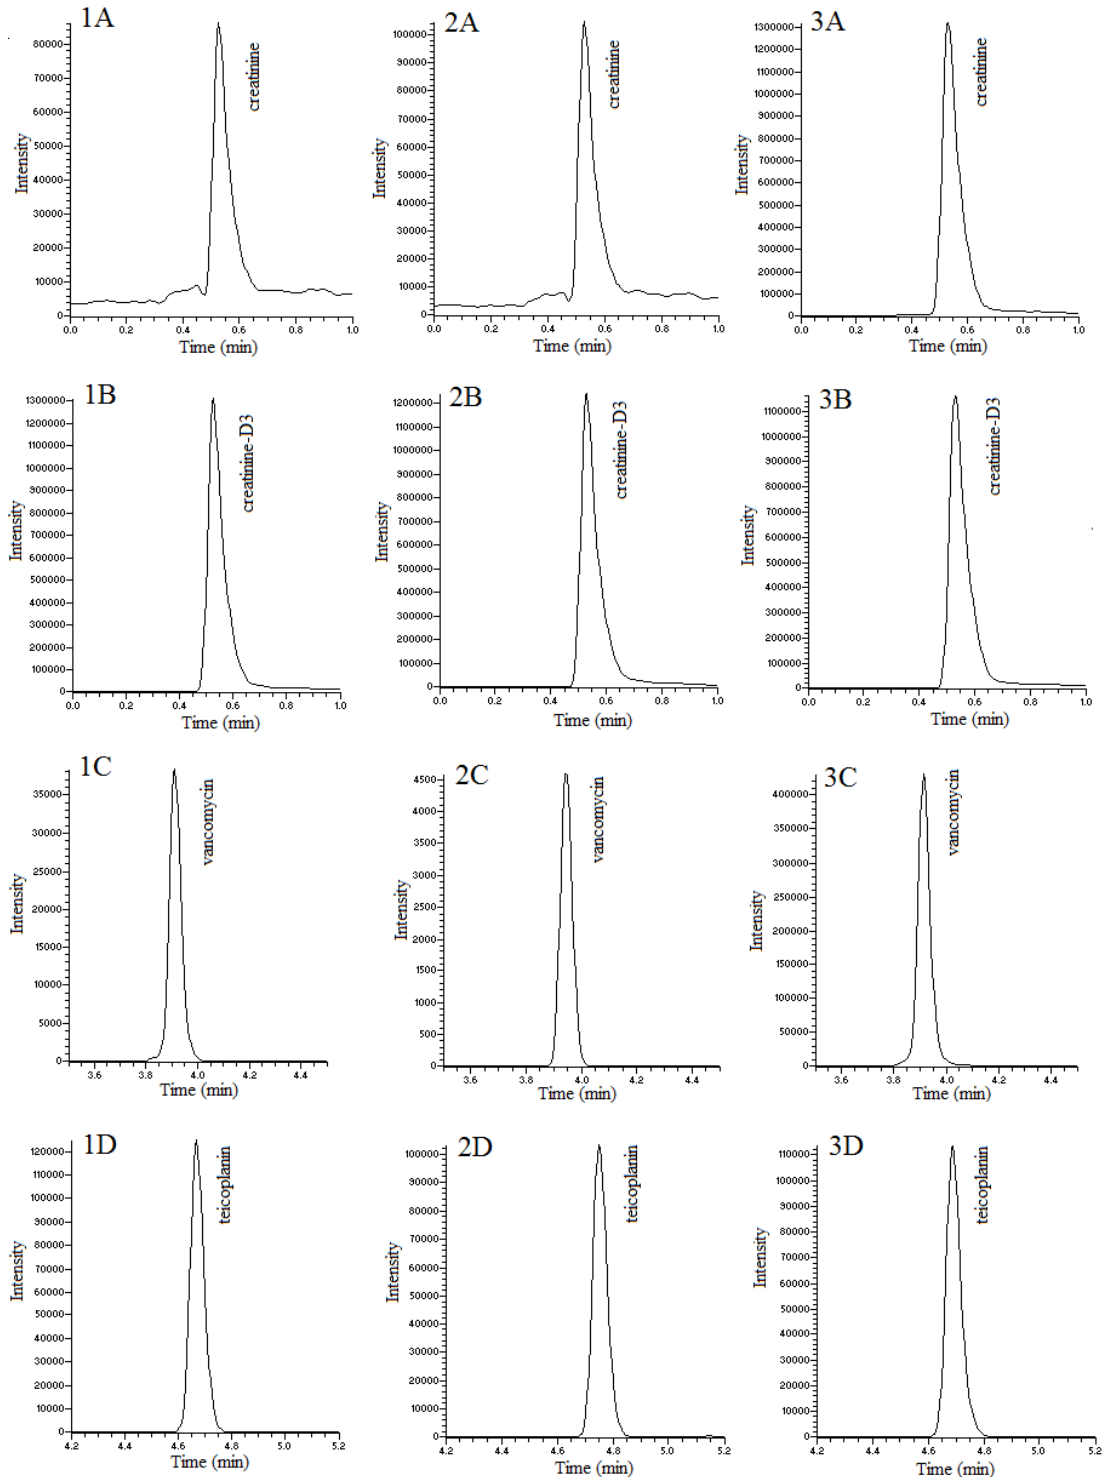 1A
creatinine
Intensity
80000
70000
60000
50000
40000
30000
20000
10000
0
0.0 0.2 0.4 0.6 0.8 1.0
Time (min)
2A
creatinine
Intensity
100000
90000
80000
70000
60000
50000
40000
30000
20000
10000
0
0.0 0.2 0.4 0.6 0.8 1.0
Time (min)
3A
creatinine
Intensity
1300000
1200000
1100000
1000000
900000
800000
700000
600000
500000
400000
300000
200000
100000
0
0.0 0.2 0.4 0.6 0.8 1.0
Time (min)
1B
creatinine-D3
Intensity
1300000
1200000
1100000
1000000
900000
800000
700000
600000
500000
400000
300000
200000
100000
0
0.0 0.2 0.4 0.6 0.8 1.0
Time (min)
2B
creatinine-D3
Intensity
1200000
1100000
1000000
900000
800000
700000
600000
500000
400000
300000
200000
100000
0
0.0 0.2 0.4 0.6 0.8 1.0
Time (min)
3B
creatinine-D3
Intensity
1100000
1000000
900000
800000
700000
600000
500000
400000
300000
200000
100000
0
0.0 0.2 0.4 0.6 0.8 1.0
Time (min)
1C
vancomycin
Intensity
35000
30000
25000
20000
15000
10000
5000
0
3.6 3.8 4.0 4.2 4.4
Time (min)
2C
vancomycin
Intensity
4500
4000
3500
3000
2500
2000
1500
1000
500
0
3.6 3.8 4.0 4.2 4.4
Time (min)
3C
vancomycin
Intensity
400000
350000
300000
250000
200000
150000
100000
50000
0
3.6 3.8 4.0 4.2 4.4
Time (min)
1D
teicoplanin
Intensity
120000
110000
100000
90000
80000
70000
60000
50000
40000
30000
20000
10000
0
4.2 4.4 4.6 4.8 5.0 5.2
Time (min)
2D
teicoplanin
Intensity
100000
90000
80000
70000
60000
50000
40000
30000
20000
10000
0
4.2 4.4 4.6 4.8 5.0 5.2
Time (min)
3D
teicoplanin
Intensity
110000
100000
90000
80000
70000
60000
50000
40000
30000
20000
10000
0
4.2 4.4 4.6 4.8 5.0 5.2
Time (min)